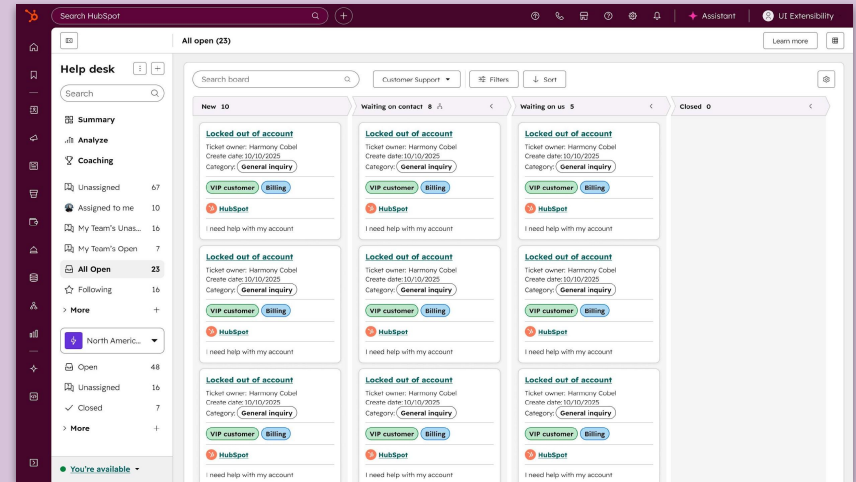 Search HubSpot
Assistant
UI Extensibility
All open (23)
Learn more
Help desk
Search
Summary
Analyze
Coaching
Unassigned 67
Assigned to me 10
My Team's Unas... 16
My Team's Open 7
All Open 23
Following 16
More
North Americ...
Open 48
Unassigned 16
Closed 7
More
You're available
Search board
Customer Support
Filters
Sort
New 10
Locked out of account
Ticket owner: Harmony Cobel
Create date: 10/10/2025
Category: General inquiry
VIP customer Billing
HubSpot
I need help with my account
Locked out of account
Ticket owner: Harmony Cobel
Create date: 10/10/2025
Category: General inquiry
VIP customer Billing
HubSpot
I need help with my account
Locked out of account
Ticket owner: Harmony Cobel
Create date: 10/10/2025
Category: General inquiry
VIP customer Billing
HubSpot
I need help with my account
Waiting on contact 8
Locked out of account
Ticket owner: Harmony Cobel
Create date: 10/10/2025
Category: General inquiry
VIP customer Billing
HubSpot
I need help with my account
Locked out of account
Ticket owner: Harmony Cobel
Create date: 10/10/2025
Category: General inquiry
VIP customer Billing
HubSpot
I need help with my account
Locked out of account
Ticket owner: Harmony Cobel
Create date: 10/10/2025
Category: General inquiry
VIP customer Billing
HubSpot
I need help with my account
Waiting on us 5
Locked out of account
Ticket owner: Harmony Cobel
Create date: 10/10/2025
Category: General inquiry
VIP customer Billing
HubSpot
I need help with my account
Locked out of account
Ticket owner: Harmony Cobel
Create date: 10/10/2025
Category: General inquiry
VIP customer Billing
HubSpot
I need help with my account
Locked out of account
Ticket owner: Harmony Cobel
Create date: 10/10/2025
Category: General inquiry
VIP customer Billing
HubSpot
I need help with my account
Closed 0